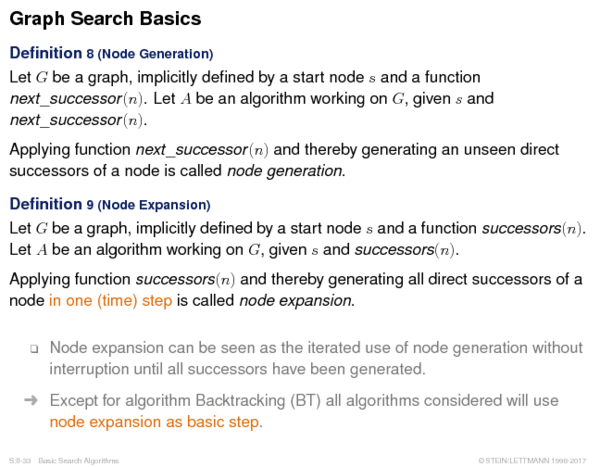 Graph Search Basics
Definition 8 (Node Generation)
Let G be a graph, implicitly defined by a start node s and a function
next_successor(n). Let A be an algorithm working on G, given s and
next_successor(n).
Applying function next_successor(n) and thereby generating an unseen direct
successors of a node is called node generation.
Definition 9 (Node Expansion)
Let G be a graph, implicitly defined by a start node s and a function successors(n).
Let A be an algorithm working on G, given s and successors(n).
Applying function successors(n) and thereby generating all direct successors of a
node in one (time) step is called node expansion.
❑ Node expansion can be seen as the iterated use of node generation without
interruption until all successors have been generated.
➜ Except for algorithm Backtracking (BT) all algorithms considered will use
node expansion as basic step.
S:II-33 Basic Search Algorithms © STEIN/LETTMANN 1998-2017